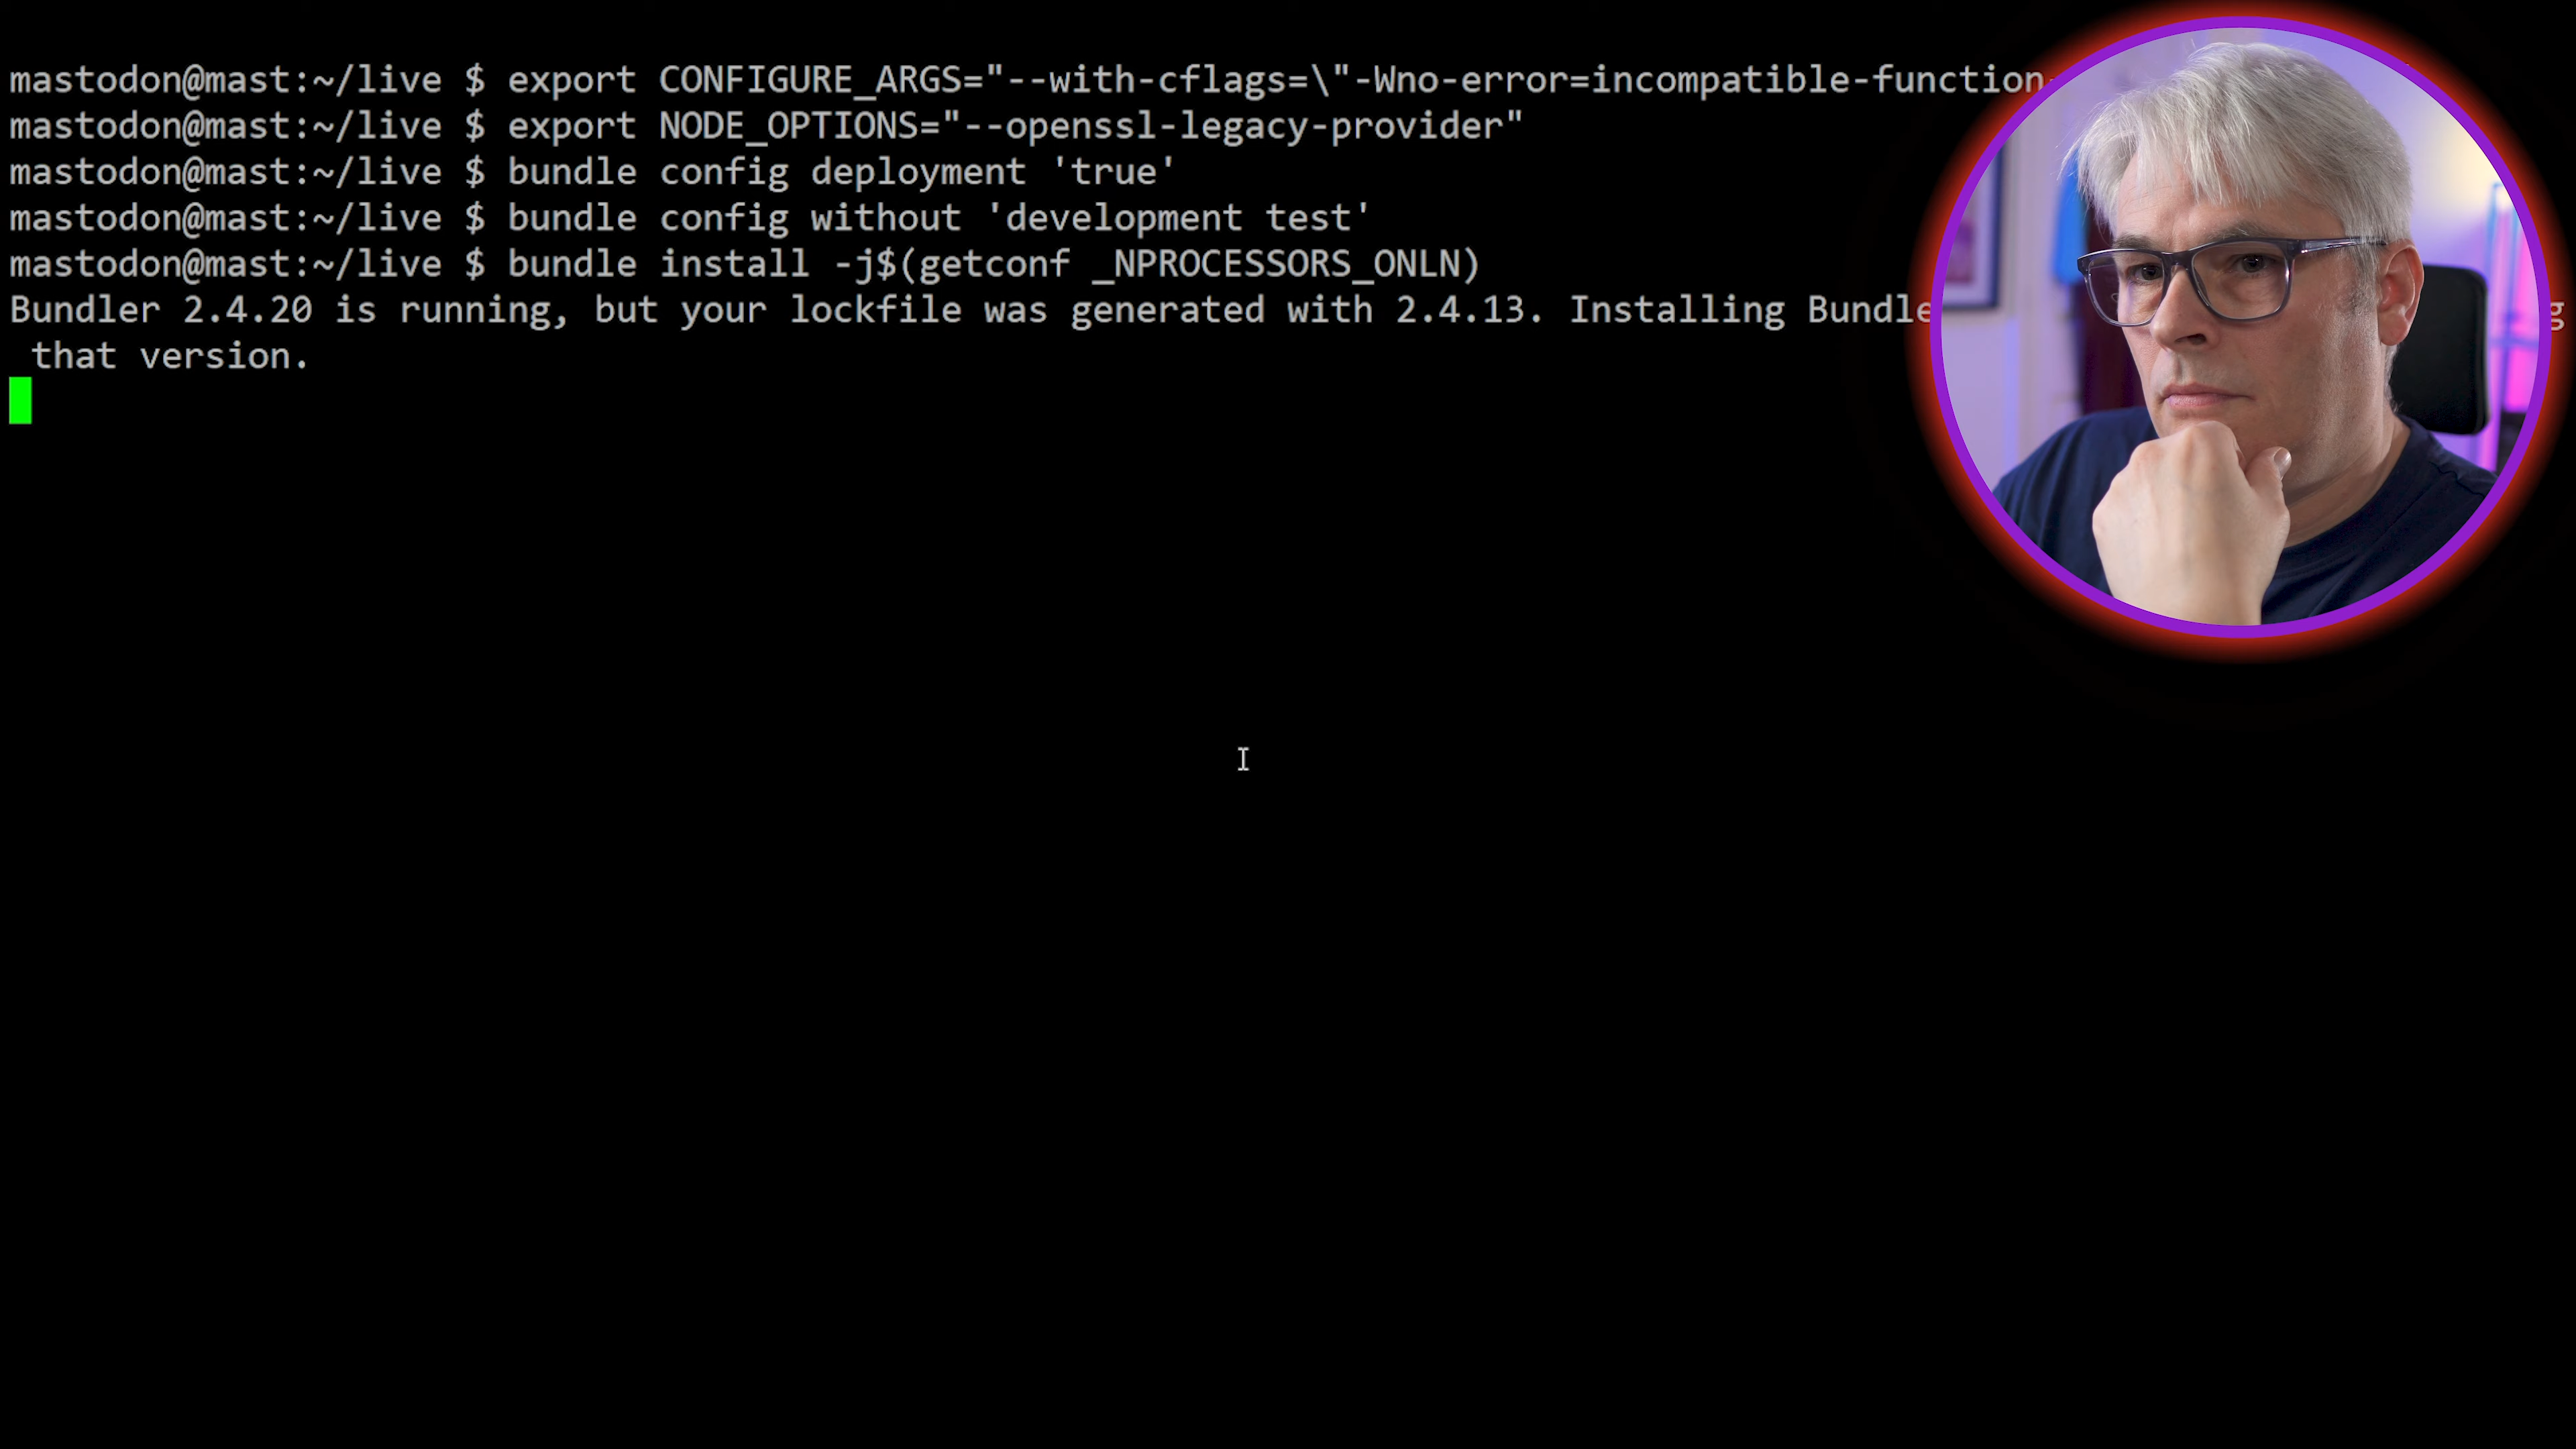 mastodon@mast:~/live $ export CONFIGURE_ARGS="--with-cflags=\"-Wno-error=incompatible-function-
mastodon@mast:~/live $ export NODE_OPTIONS="--openssl-legacy-provider"
mastodon@mast:~/live $ bundle config deployment 'true'
mastodon@mast:~/live $ bundle config without 'development test'
mastodon@mast:~/live $ bundle install -j$(getconf _NPROCESSORS_ONLN)
Bundler 2.4.20 is running, but your lockfile was generated with 2.4.13. Installing Bundle
that version.